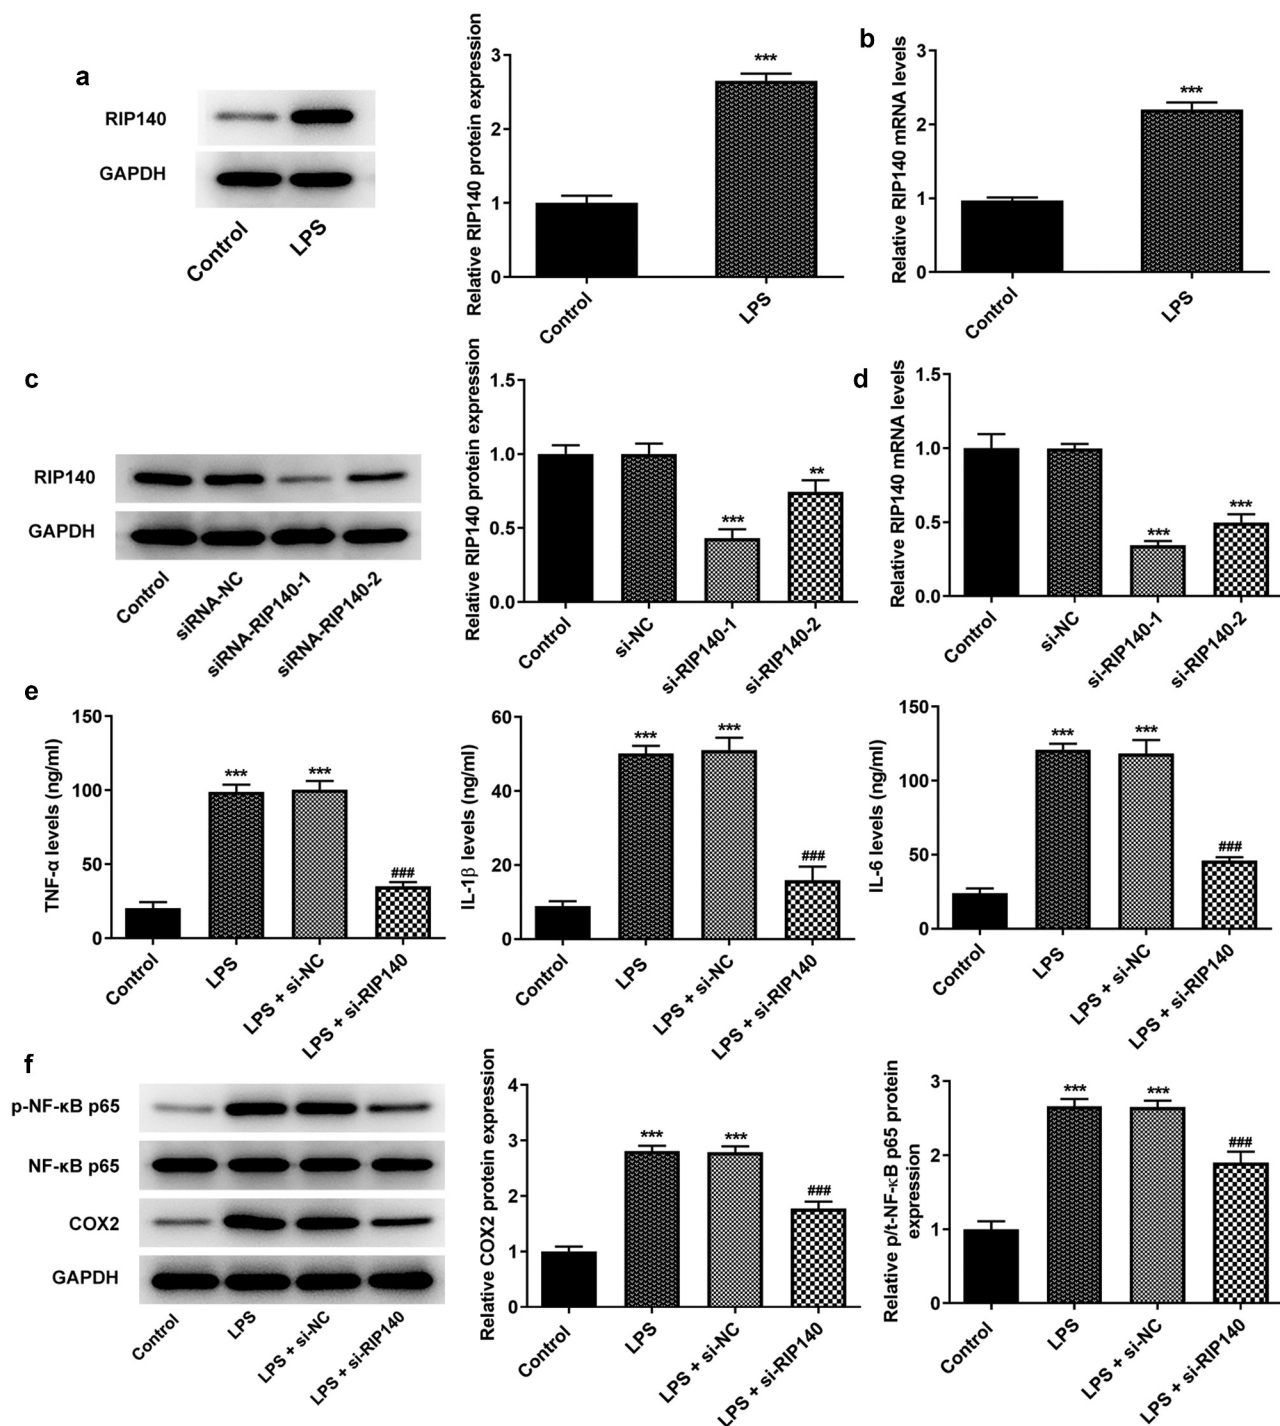 a
RIP140
GAPDH
Control
LPS
Relative RIP140 protein expression
3
2
1
0
***
Control
LPS
b
Relative RIP140 mRNA levels
3
2
1
0
***
Control
LPS
c
RIP140
GAPDH
Control
siRNA-NC
siRNA-RIP140-1
siRNA-RIP140-2
Relative RIP140 protein expression
1.5
1.0
0.5
0.0
***
**
Control
si-NC
si-RIP140-1
si-RIP140-2
d
Relative RIP140 mRNA levels
1.5
1.0
0.5
0.0
***
***
Control
si-NC
si-RIP140-1
si-RIP140-2
e
TNF-α levels (ng/ml)
150
100
50
0
***
***
###
Control
LPS
LPS + si-NC
LPS + si-RIP140
IL-1β levels (ng/ml)
60
40
20
0
***
***
###
Control
LPS
LPS + si-NC
LPS + si-RIP140
IL-6 levels (ng/ml)
150
100
50
0
***
***
###
Control
LPS
LPS + si-NC
LPS + si-RIP140
f
p-NF-κB p65
NF-κB p65
COX2
GAPDH
Control
LPS
LPS + si-NC
LPS + si-RIP140
Relative COX2 protein expression
4
3
2
1
0
***
***
###
Control
LPS
LPS + si-NC
LPS + si-RIP140
Relative p/t-NF-κB p65 protein
expression
3
2
1
0
***
***
###
Control
LPS
LPS + si-NC
LPS + si-RIP140